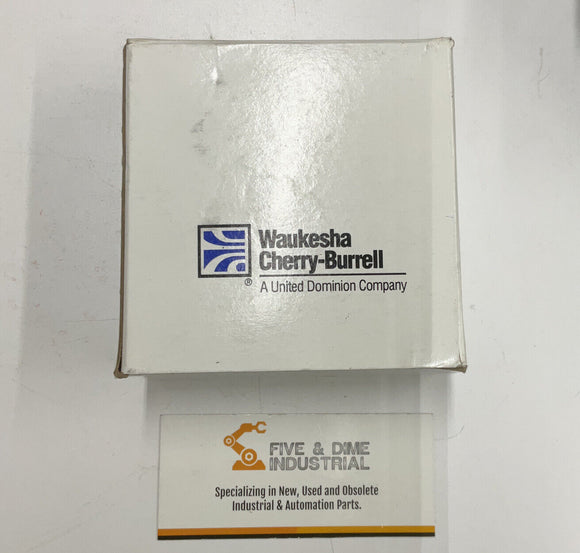 Waukesha
Cherry-Burrell
®
A United Dominion Company
FIVE & DIME
INDUSTRIAL
Specializing in New, Used and Obsolete
Industrial & Automation Parts.